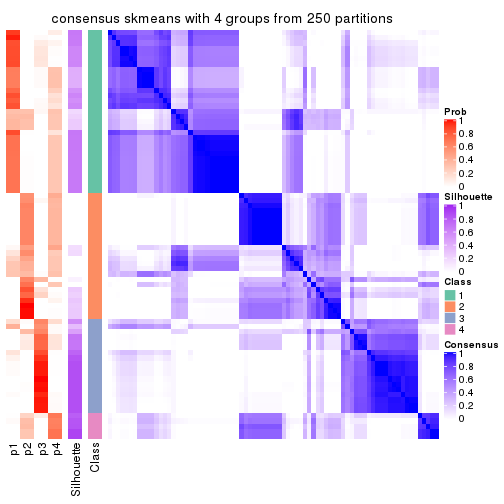 consensus skmeans with 4 groups from 250 partitions
Prob
1
0.8
0.6
0.4
0.2
0
Silhouette
1
0.8
0.6
0.4
0.2
0
Class
1
2
3
4
Consensus
1
0.8
0.6
0.4
0.2
0
p1
p2
p3
p4
Silhouette
Class